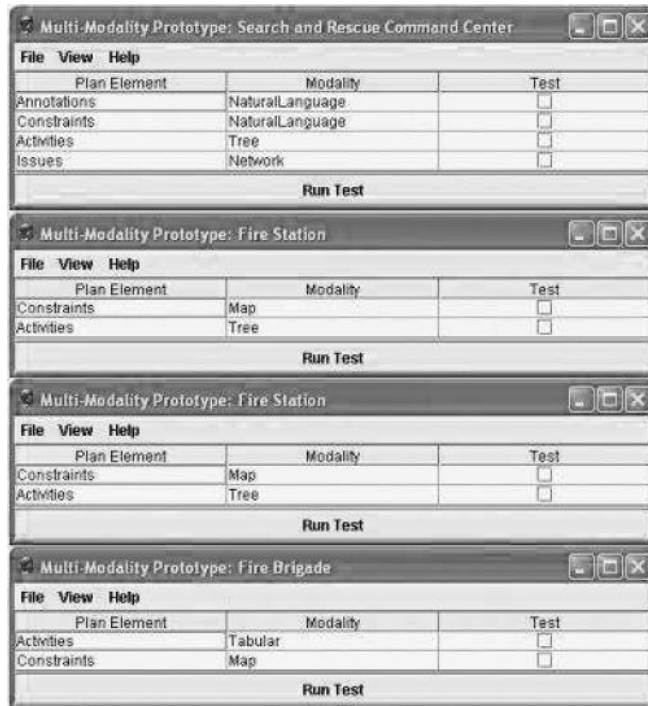 Multi-Modality Prototype: Search and Rescue Command Center
File View Help
Plan Element Modality Test
Annotations NaturalLanguage
Constraints NaturalLanguage
Activities Tree
Issues Network
Run Test
Multi-Modality Prototype: Fire Station
File View Help
Plan Element Modality Test
Constraints Map
Activities Tree
Run Test
Multi-Modality Prototype: Fire Station
File View Help
Plan Element Modality Test
Constraints Map
Activities Tree
Run Test
Multi-Modality Prototype: Fire Brigade
File View Help
Plan Element Modality Test
Activities Tabular
Constraints Map
Run Test